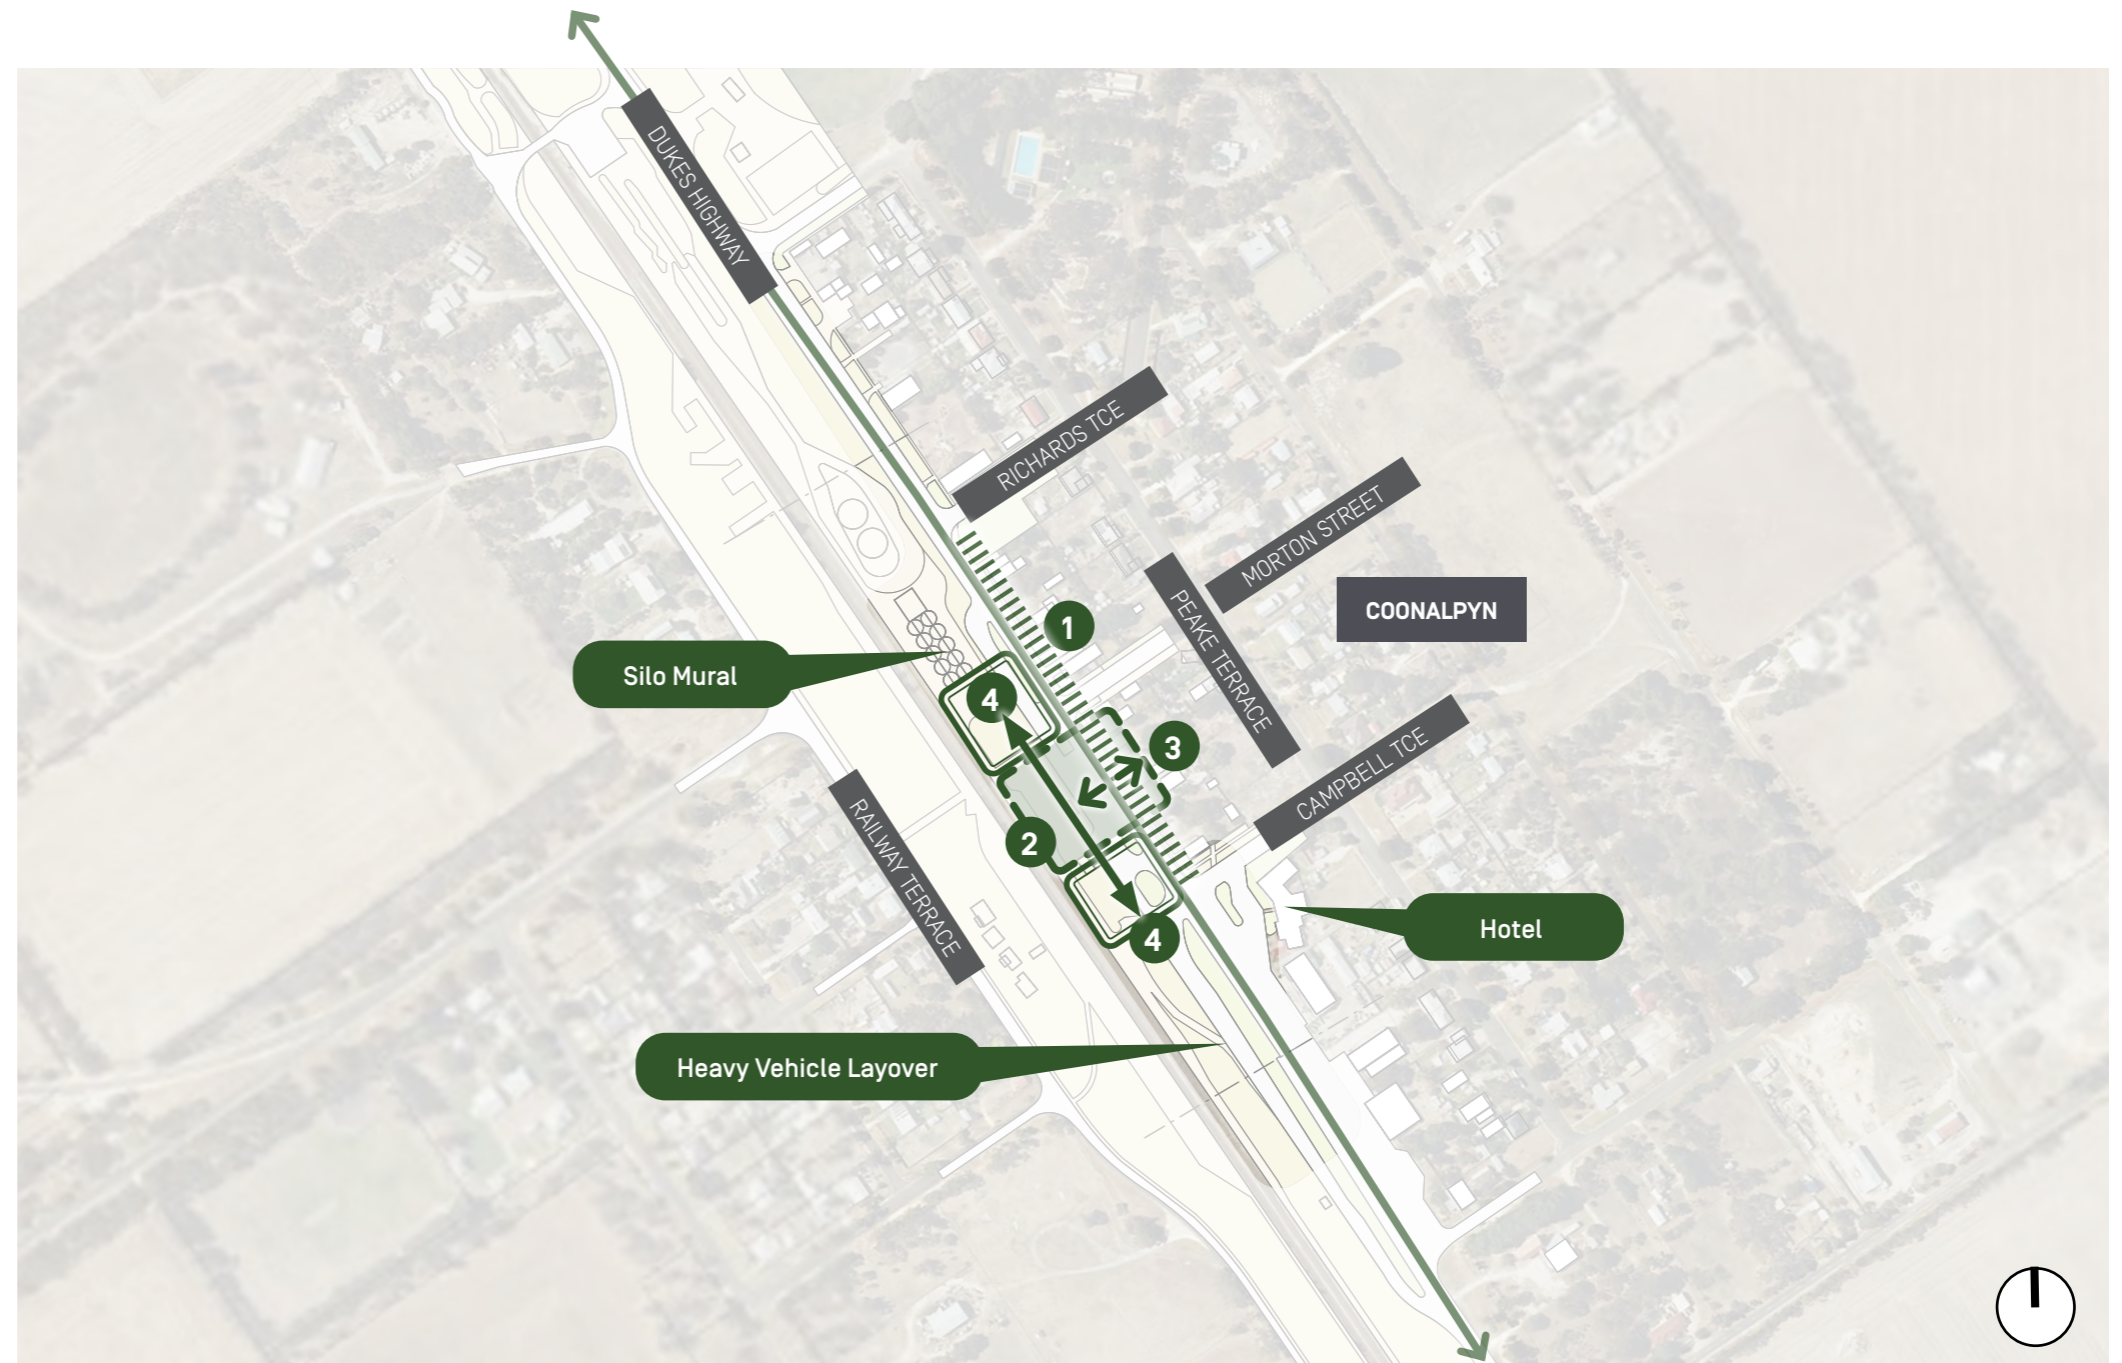 DUKES HIGHWAY
RICHARDS TCE
MORTON STREET
PEAKE TERRACE
COONALPYN
1
Silo Mural
4
3
CAMPBELL TCE
RAILWAY TERRACE
2
4
Hotel
Heavy Vehicle Layover